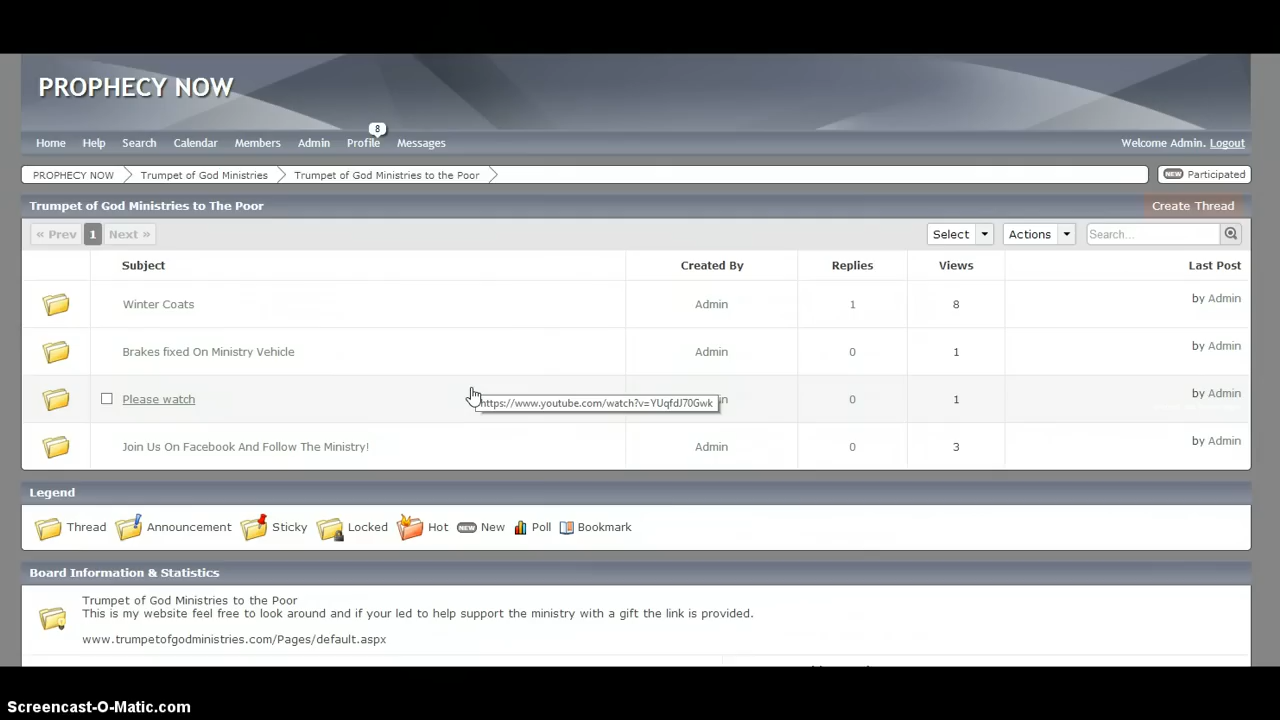 PROPHECY NOW
8
Home Help Search Calendar Members Admin Profile Messages Welcome Admin. Logout
PROPHECY NOW Trumpet of God Ministries Trumpet of God Ministries to the Poor NEW Participated
Trumpet of God Ministries to The Poor Create Thread
« Prev 1 Next » Select Actions Search...
Subject Created By Replies Views Last Post
Winter Coats Admin 1 8 by Admin
Brakes fixed On Ministry Vehicle Admin 0 1 by Admin
Please watch 0 1 by Admin
https://www.youtube.com/watch?v=YUqfdJ70Gwk
Join Us On Facebook And Follow The Ministry! Admin 0 3 by Admin
Legend
Thread Announcement Sticky Locked Hot NEW New Poll Bookmark
Board Information & Statistics
Trumpet of God Ministries to the Poor
This is my website feel free to look around and if your led to help support the ministry with a gift the link is provided.
www.trumpetofgodministries.com/Pages/default.aspx
Screencast-O-Matic.com